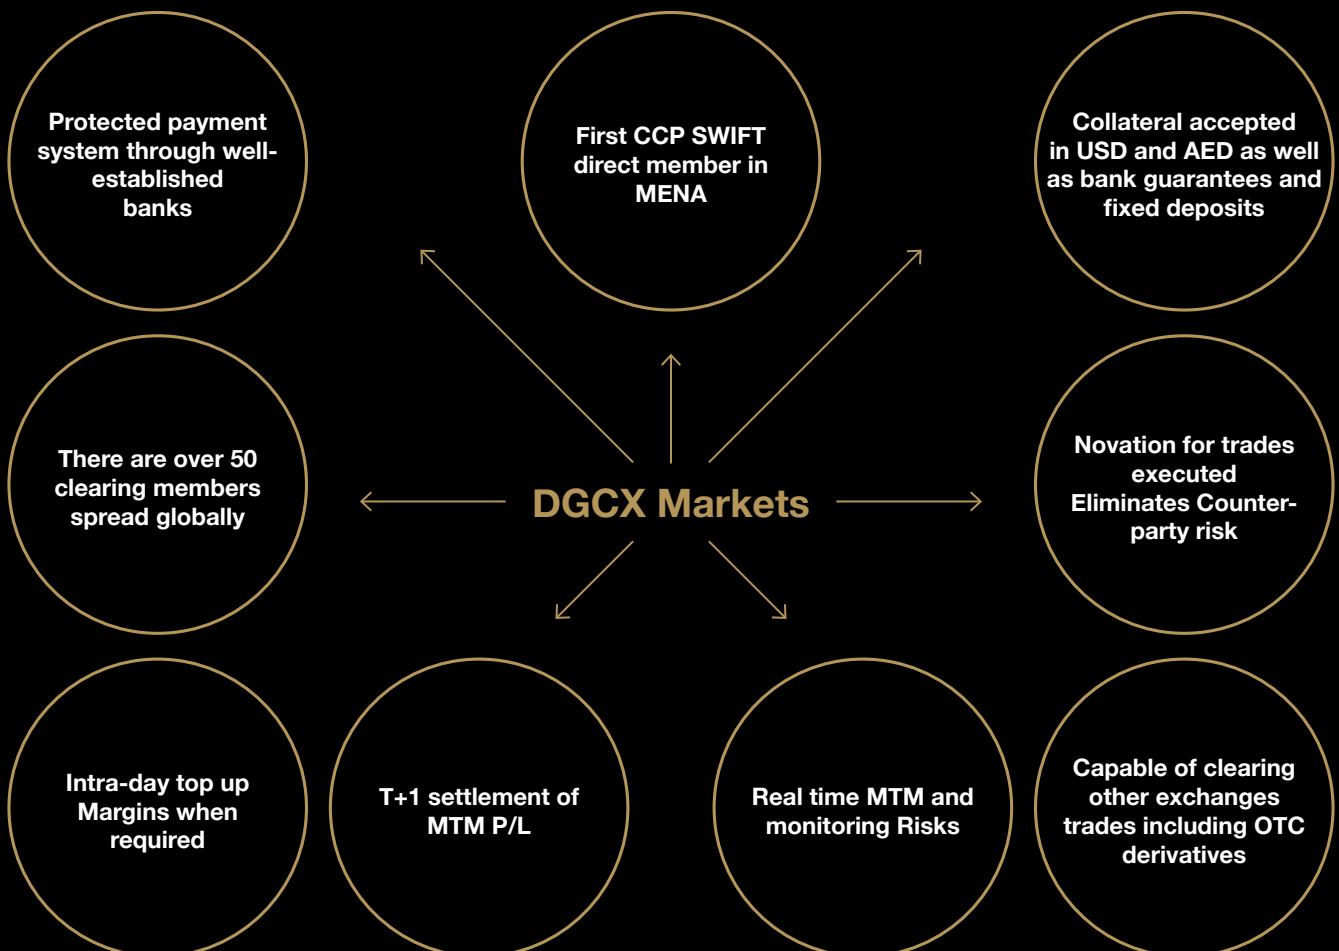 Protected payment
system through well-
established
banks
First CCP SWIFT
direct member in
MENA
Collateral accepted
in USD and AED as well
as bank guarantees and
fixed deposits
There are over 50
clearing members
spread globally
DGCX Markets
Novation for trades
executed
Eliminates Counter-
party risk
Intra-day top up
Margins when
required
T+1 settlement of
MTM P/L
Real time MTM and
monitoring Risks
Capable of clearing
other exchanges
trades including OTC
derivatives